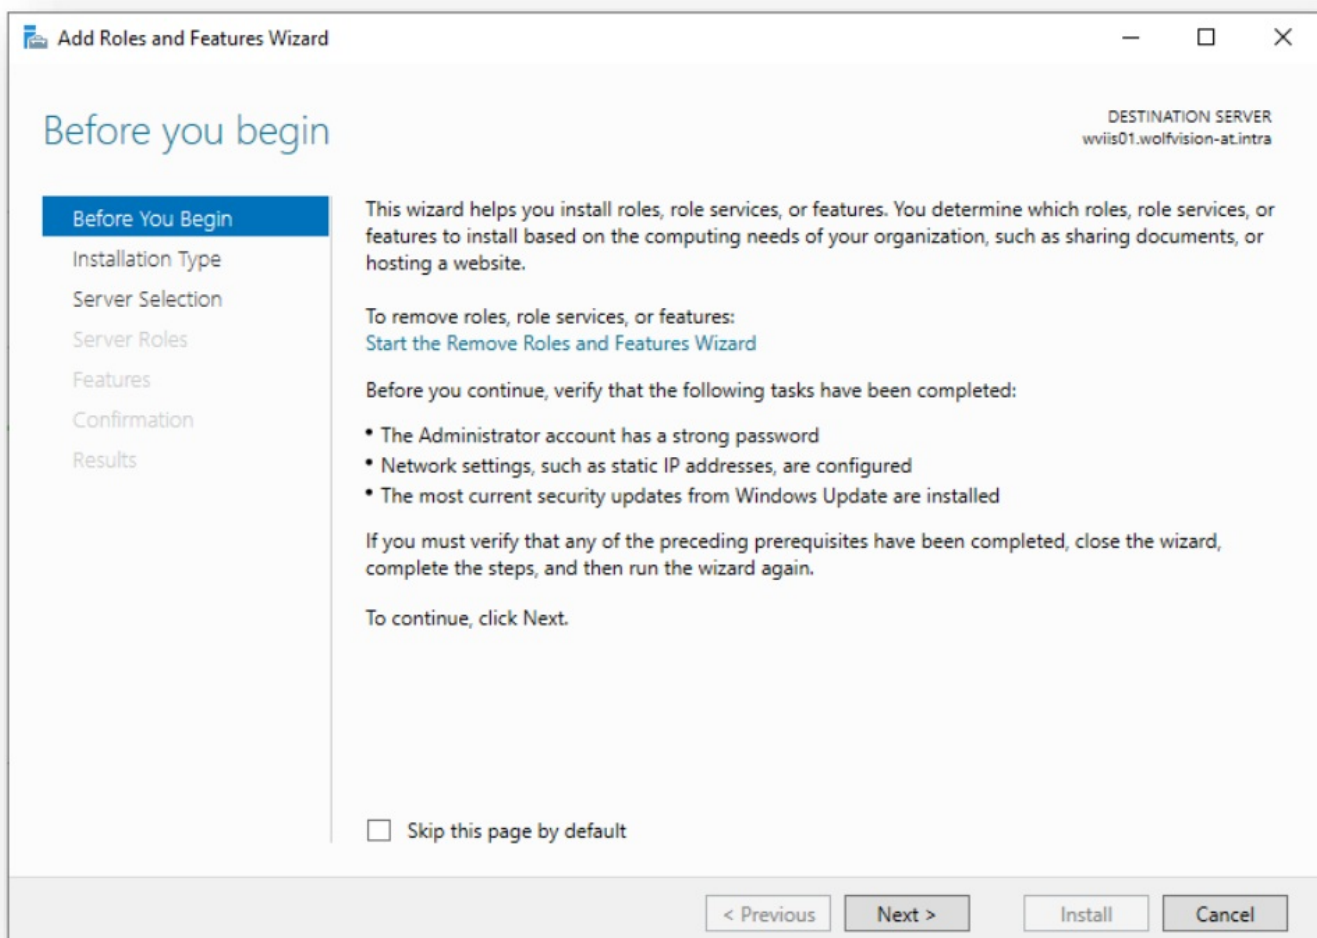 Add Roles and Features Wizard
Before you begin
DESTINATION SERVER
wviis01.wolfvision-at.intra
Before You Begin
Installation Type
Server Selection
Server Roles
Features
Confirmation
Results
This wizard helps you install roles, role services, or features. You determine which roles, role services, or
features to install based on the computing needs of your organization, such as sharing documents, or
hosting a website.
To remove roles, role services, or features:
Start the Remove Roles and Features Wizard
Before you continue, verify that the following tasks have been completed:
• The Administrator account has a strong password
• Network settings, such as static IP addresses, are configured
• The most current security updates from Windows Update are installed
If you must verify that any of the preceding prerequisites have been completed, close the wizard,
complete the steps, and then run the wizard again.
To continue, click Next.
Skip this page by default
< Previous
Next >
Install
Cancel